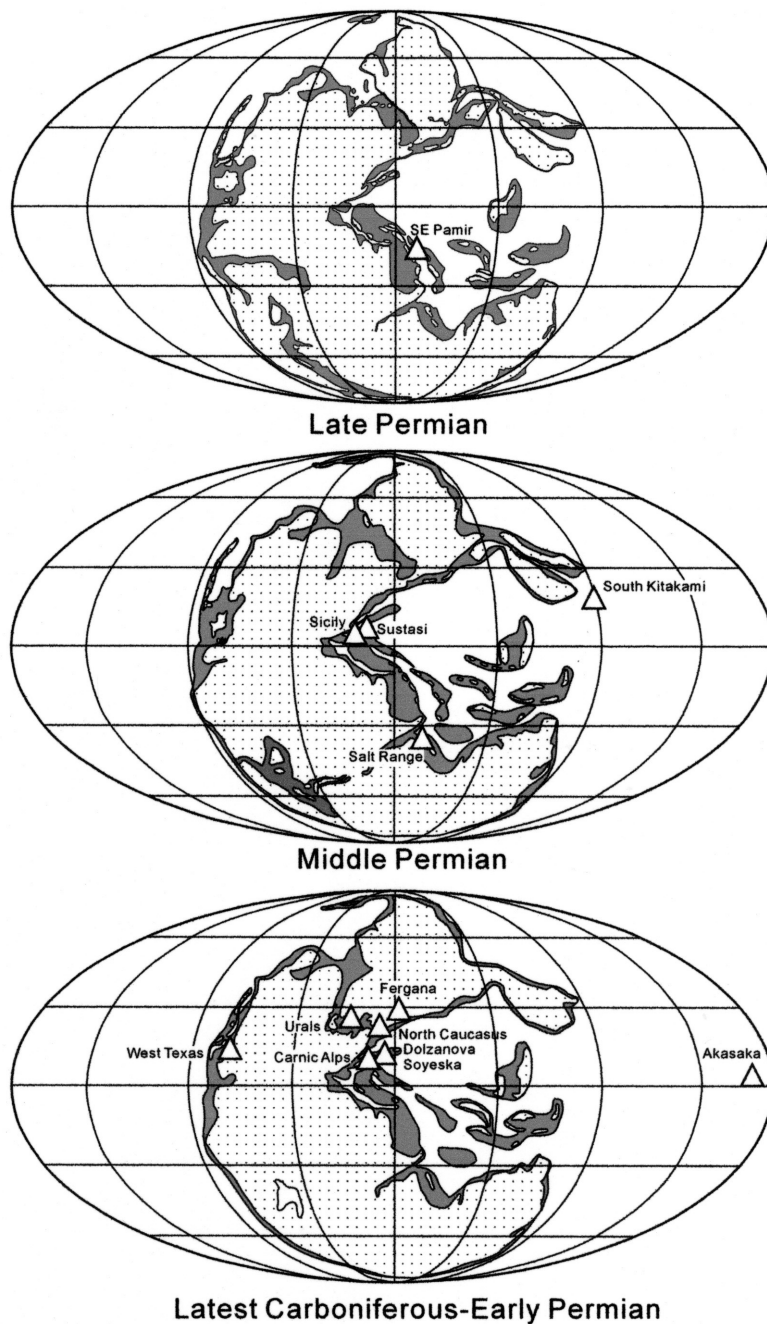 SE Pamir
Late Permian
South Kitakami
Sicily
Sustasi
Salt Range
Middle Permian
Fergana
Urals
North Caucasus
West Texas
Carnic Alps
Dolzanova
Soyeska
Akasaka
Latest Carboniferous-Early Permian